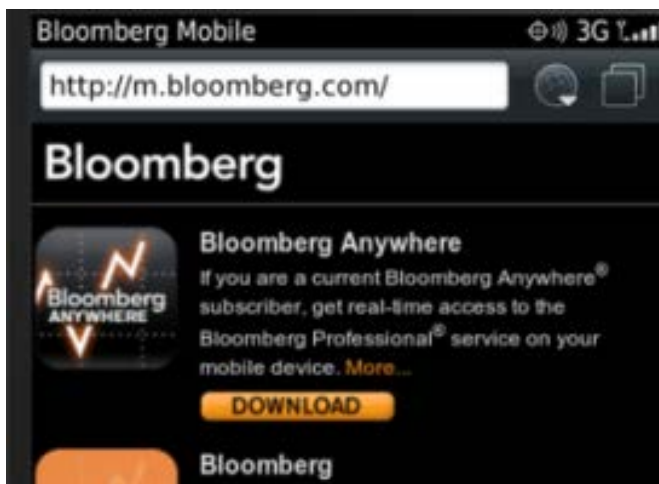 Bloomberg Mobile 3G
http://m.bloomberg.com/
Bloomberg
Bloomberg ANYWHERE
Bloomberg Anywhere
If you are a current Bloomberg Anywhere®
subscriber, get real-time access to the
Bloomberg Professional® service on your
mobile device. More...
DOWNLOAD
Bloomberg